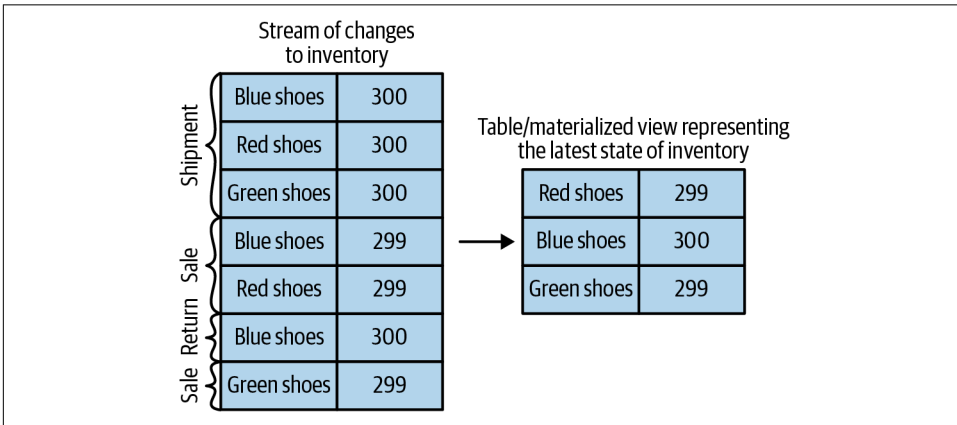 Stream of changes
to inventory
Shipment
Blue shoes 300
Red shoes 300
Green shoes 300
Sale
Blue shoes 299
Red shoes 299
Return
Blue shoes 300
Sale
Green shoes 299
Table/materialized view representing
the latest state of inventory
Red shoes 299
Blue shoes 300
Green shoes 299